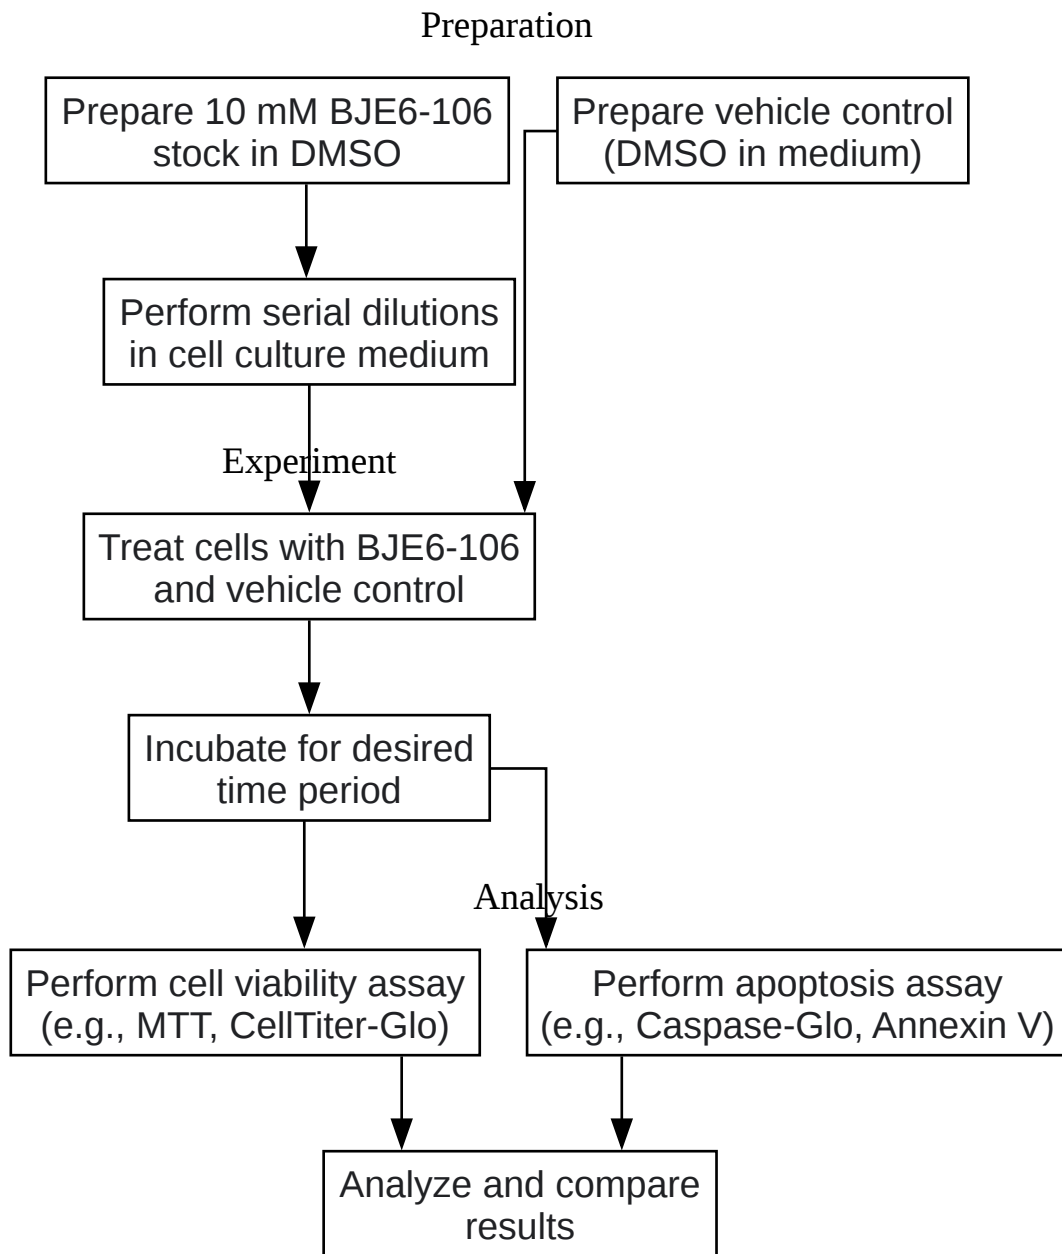 Preparation
Prepare 10 mM BJE6-106
stock in DMSO
Prepare vehicle control
(DMSO in medium)
Perform serial dilutions
in cell culture medium
Experiment
Treat cells with BJE6-106
and vehicle control
Incubate for desired
time period
Analysis
Perform cell viability assay
(e.g., MTT, CellTiter-Glo)
Perform apoptosis assay
(e.g., Caspase-Glo, Annexin V)
Analyze and compare
results